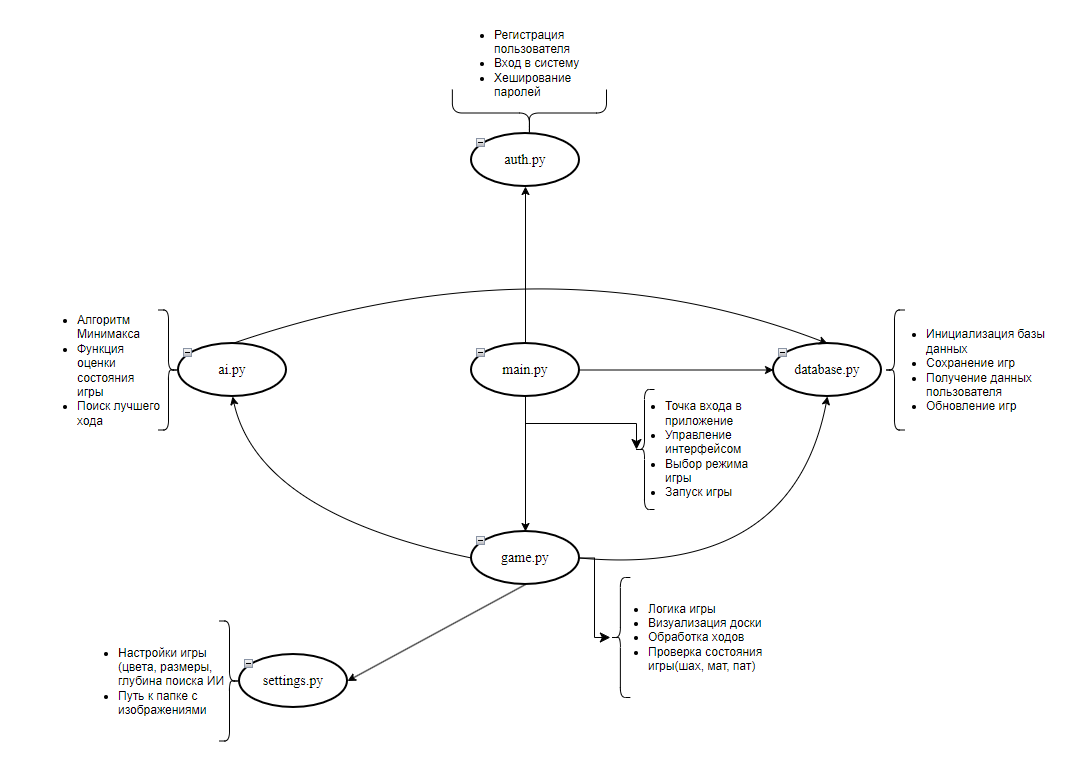 Регистрация
пользователя
Вход в систему
Хеширование
паролей
auth.py
Алгоритм
Минимакса
Функция
оценки
состояния
игры
Поиск лучшего
хода
ai.py
main.py
database.py
Инициализация базы
данных
Сохранение игр
Получение данных
пользователя
Обновление игр
Точка входа в
приложение
Управление
интерфейсом
Выбор режима
игры
Запуск игры
game.py
Логика игры
Визуализация доски
Обработка ходов
Проверка состояния
игры(шах, мат, пат)
Настройки игры
(цвета, размеры,
глубина поиска ИИ
Путь к папке с
изображениями
settings.py